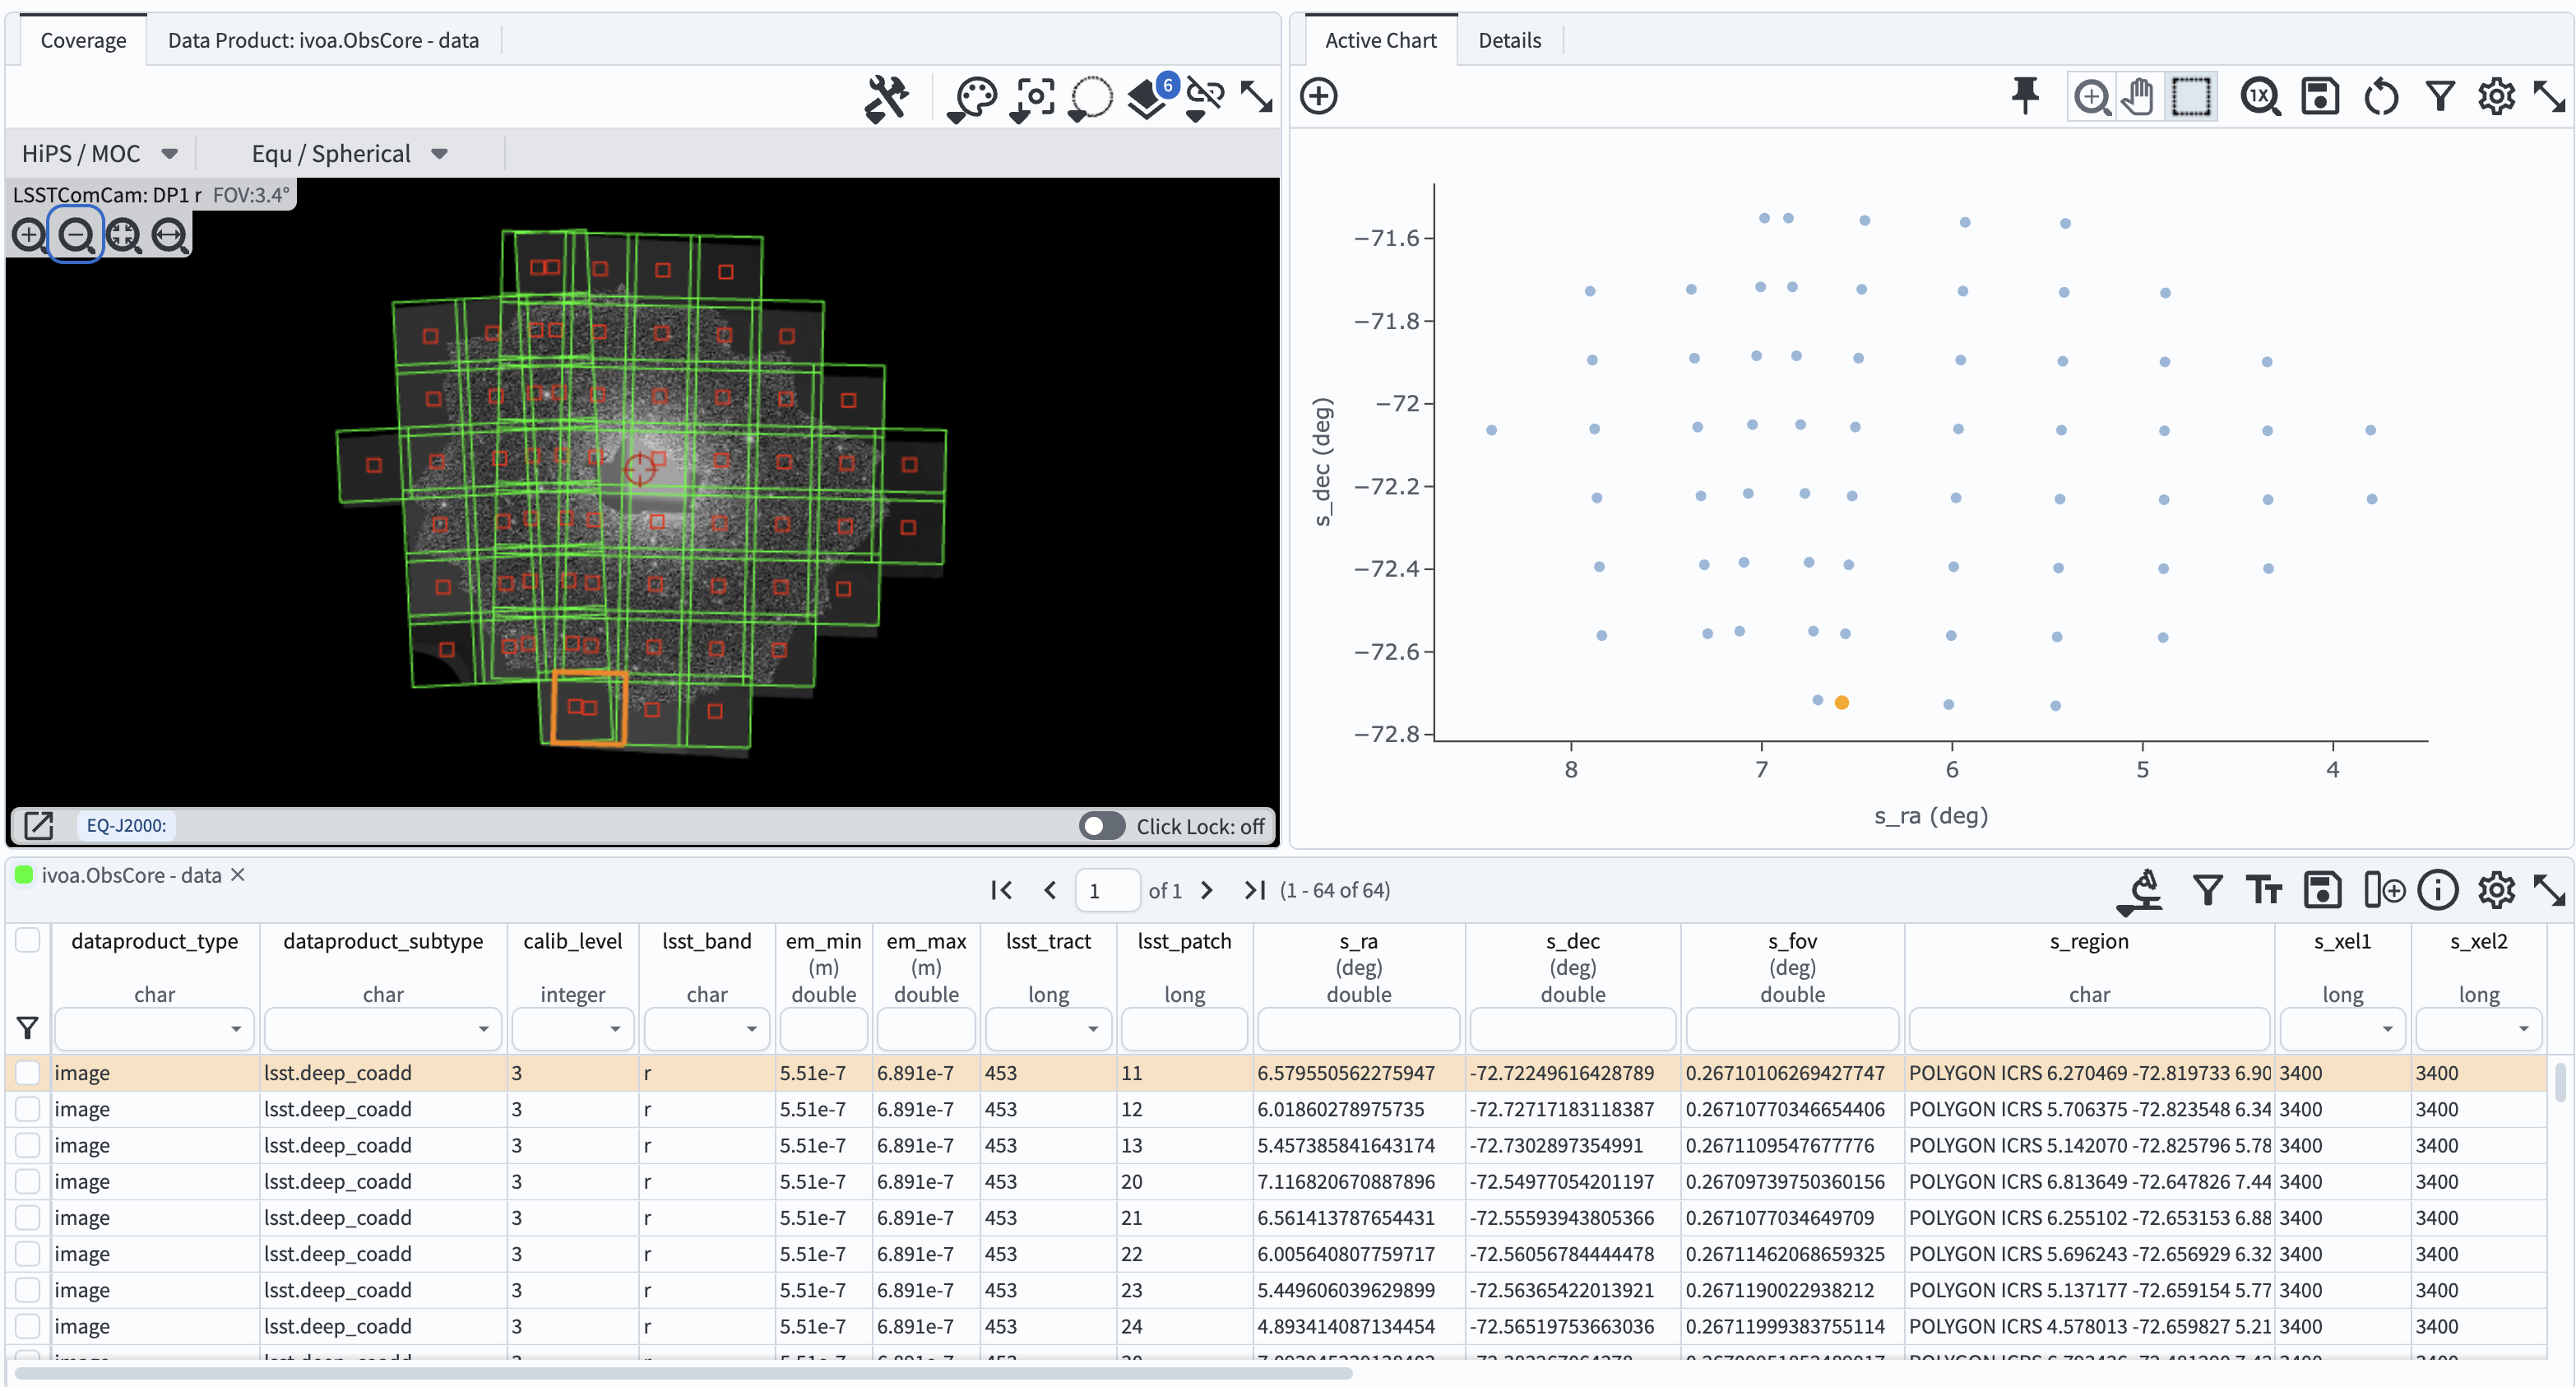 Coverage
Data Product: ivoa.ObsCore - data
6
HiPS / MOC
Equ / Spherical
LSSTComCam: DP1 r FOV:3.4°
EQ-J2000:
Click Lock: off
Active Chart
Details
1X
−71.6
−71.8
−72
−72.2
−72.4
−72.6
−72.8
s_dec (deg)
8 7 6 5 4
s_ra (deg)
ivoa.ObsCore - data
1 of 1 (1 - 64 of 64)
dataproduct_type dataproduct_subtype calib_level lsst_band em_min em_max lsst_tract lsst_patch s_ra s_dec s_fov s_region s_xel1 s_xel2
(m) (m) (deg) (deg) (deg)
char char integer char double double long long double double double char long long
image lsst.deep_coadd 3 r 5.51e-7 6.891e-7 453 11 6.579550562275947 -72.72249616428789 0.26710106269427747 POLYGON ICRS 6.270469 -72.819733 6.90 3400 3400
image lsst.deep_coadd 3 r 5.51e-7 6.891e-7 453 12 6.01860278975735 -72.72717183118387 0.26710770346654406 POLYGON ICRS 5.706375 -72.823548 6.34 3400 3400
image lsst.deep_coadd 3 r 5.51e-7 6.891e-7 453 13 5.457385841643174 -72.7302897354991 0.2671109547677776 POLYGON ICRS 5.142070 -72.825796 5.78 3400 3400
image lsst.deep_coadd 3 r 5.51e-7 6.891e-7 453 20 7.116820670887896 -72.54977054201197 0.26709739750360156 POLYGON ICRS 6.813649 -72.647826 7.44 3400 3400
image lsst.deep_coadd 3 r 5.51e-7 6.891e-7 453 21 6.561413787654431 -72.55593943805366 0.2671077034649709 POLYGON ICRS 6.255102 -72.653153 6.88 3400 3400
image lsst.deep_coadd 3 r 5.51e-7 6.891e-7 453 22 6.005640807759717 -72.56056784444478 0.26711462068659325 POLYGON ICRS 5.696243 -72.656929 6.32 3400 3400
image lsst.deep_coadd 3 r 5.51e-7 6.891e-7 453 23 5.449606039629899 -72.56365422013921 0.2671190022938212 POLYGON ICRS 5.137177 -72.659154 5.77 3400 3400
image lsst.deep_coadd 3 r 5.51e-7 6.891e-7 453 24 4.893414087134454 -72.56519753663036 0.26711999383755114 POLYGON ICRS 4.578013 -72.659827 5.21 3400 3400